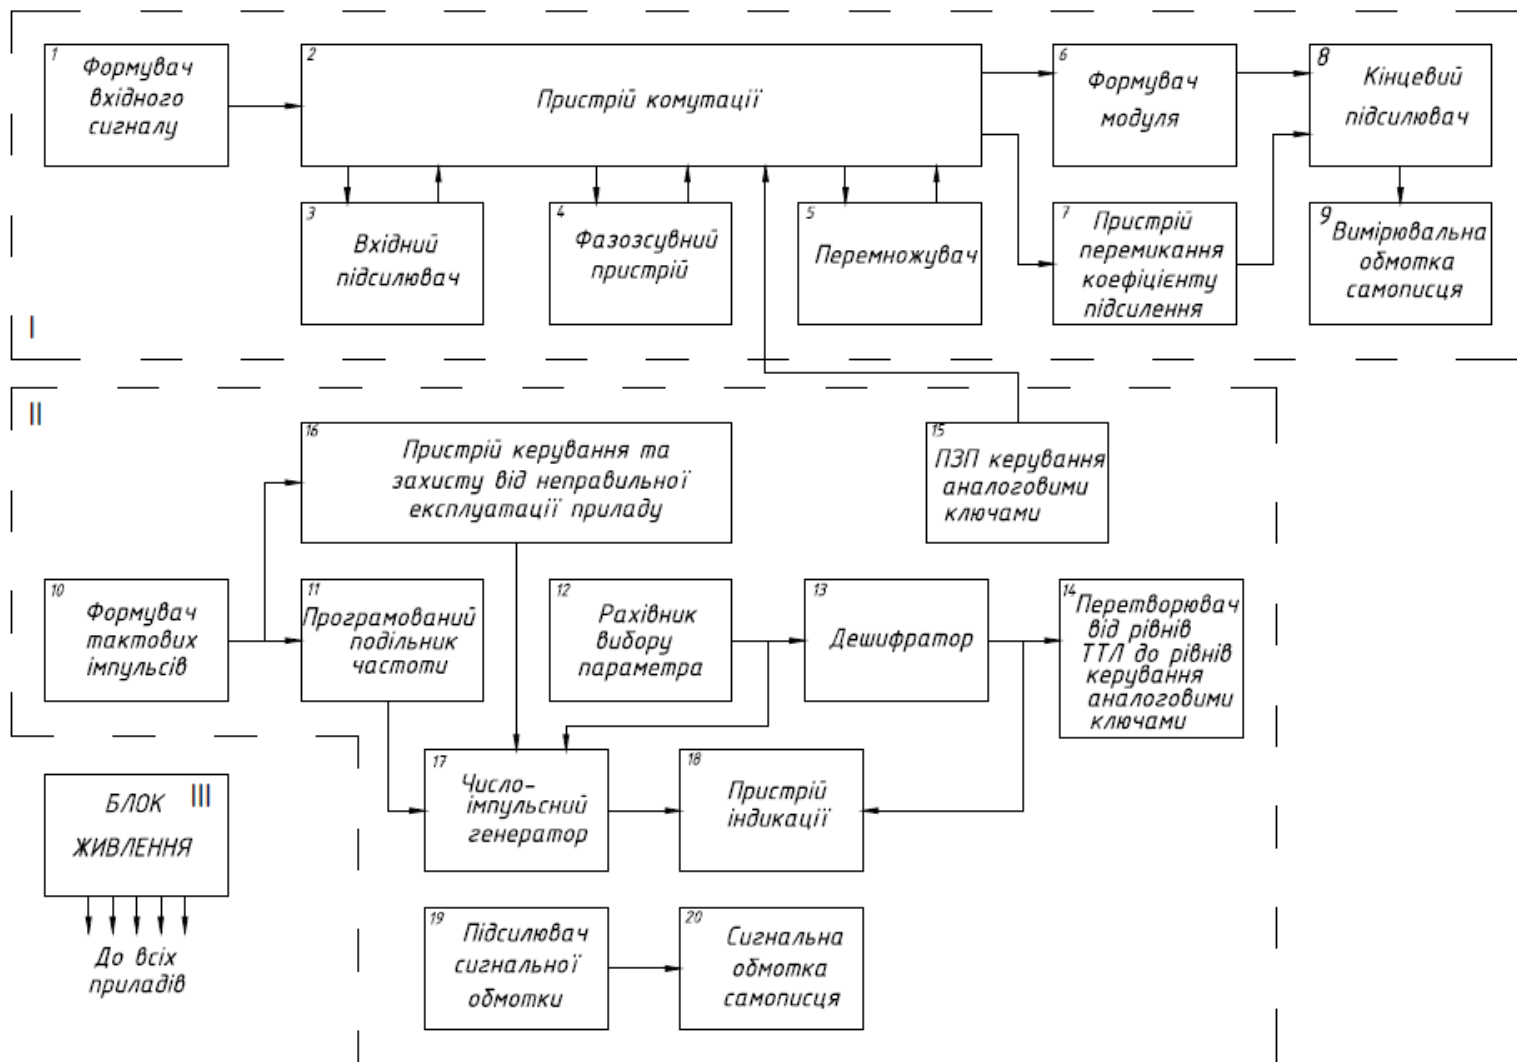 1
Формувач
вхідного
сигналу
2
Пристрій комутації
6
Формувач
модуля
8
Кінцевий
підсилювач
3
Вхідний
підсилювач
4
Фазозсувний
пристрій
5
Перемножувач
7
Пристрій
перемикання
коефіцієнту
підсилення
9
Вимірювальна
обмотка
самописця
I
II
16
Пристрій керування та
захисту від неправильної
експлуатації приладу
15
ПЗП керування
аналоговими
ключами
10
Формувач
тактових
імпульсів
11
Програмований
подільник
частоти
12
Рахівник
вибору
параметра
13
Дешифратор
14
Перетворювач
від рівнів
ТТЛ до рівнів
керування
аналоговими
ключами
17
Число-
імпульсний
генератор
18
Пристрій
індикації
III
БЛОК
ЖИВЛЕННЯ
До всіх
приладів
19
Підсилювач
сигнальної
обмотки
20
Сигнальна
обмотка
самописця